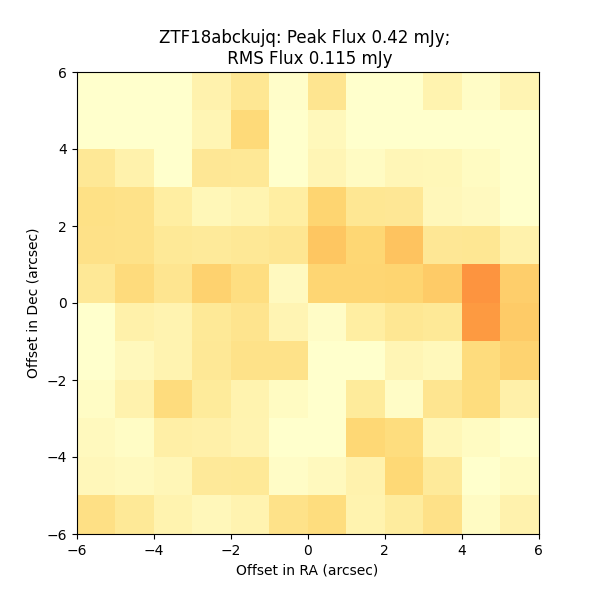 ZTF18abckujq: Peak Flux 0.42 mJy;
RMS Flux 0.115 mJy
6
4
2
0
−2
−4
−6
Offset in Dec (arcsec)
−6 −4 −2 0 2 4 6
Offset in RA (arcsec)